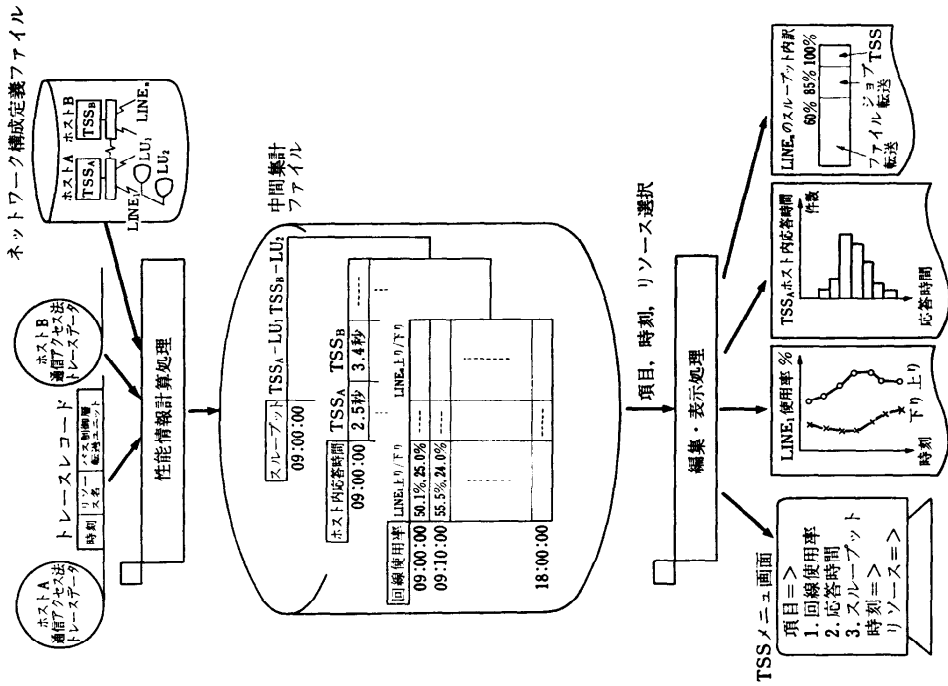 ネットワーク構成定義ファイル
ホストA ホストB
TSSA TSSB
LINE1
LU1
LU2
LINEn
トレースレコード
時刻 リソース名 パス制御層転送ユニット
ホストA
通信アクセス法
トレースデータ
ホストB
通信アクセス法
トレースデータ
性能情報計算処理
中間集計
ファイル
スループット TSSA−LU1 TSSB−LU2
09:00:00
ホスト内応答時間 TSSA TSSB
09:00:00 2.5秒 3.4秒
回線使用率 LINE1上り/下り LINEn上り/下り
09:00:00 50.1%,25.0%
09:10:00 55.5%,24.0%
18:00:00
項目，時刻，リソース選択
編集・表示処理
TSSメニュ画面
項目=>
1.回線使用率
2.応答時間
3.スループット
時刻=>
リソース=>
LINE1使用率 %
時刻
下り 上り
TSSAホスト内応答時間
件数
応答時間
LINEnのスループット内訳
60% 85% 100%
ファイル転送
ジョブ転送
TSS